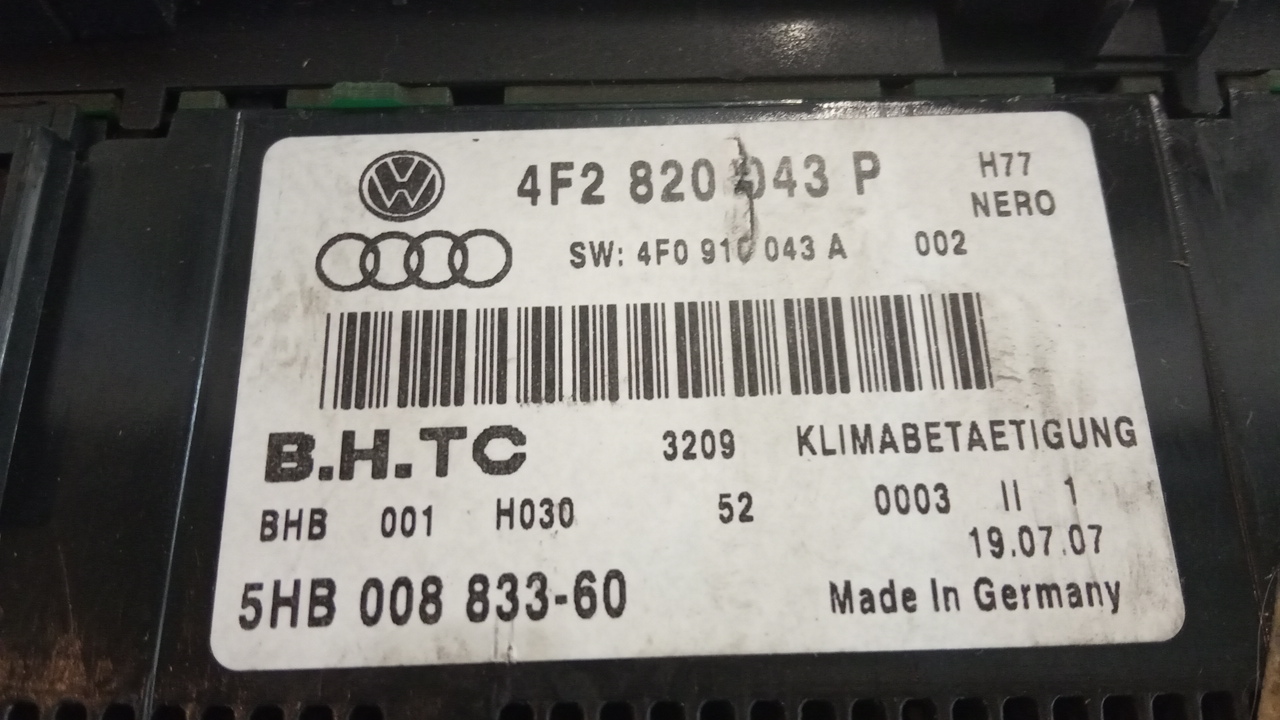 4F2 820 043 P
H77
NERO
SW: 4F0 910 043 A 002
B.H.TC 3209 KLIMABETAETIGUNG
BHB 001 H030 52 0003 II 1
19.07.07
5HB 008 833-60 Made In Germany